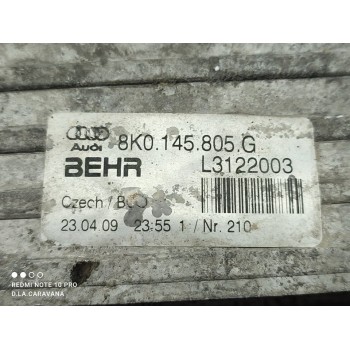 Audi 8K0.145.805.G
BEHR L3122003
Czech /
23.04.09 23:55 1 / Nr. 210
REDMI NOTE 10 PRO
D.LA CARAVANA